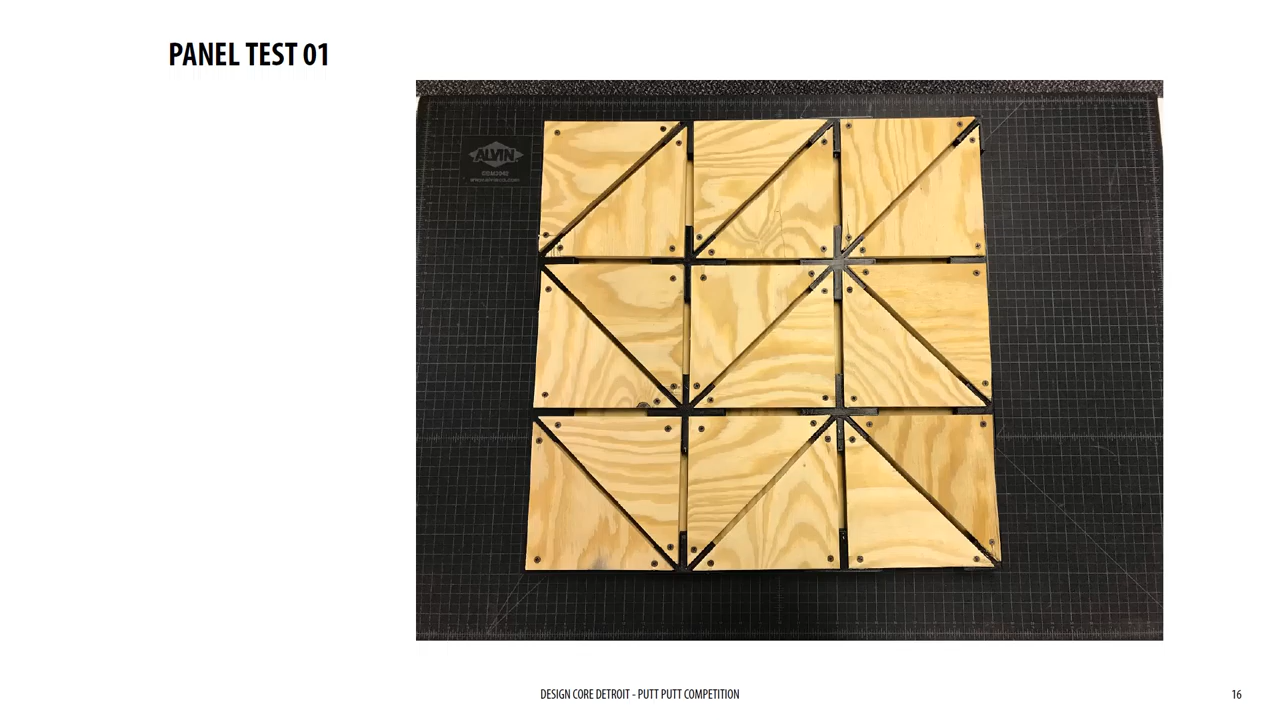 PANEL TEST 01
ALVIN
DESIGN CORE DETROIT - PUTT PUTT COMPETITION
16